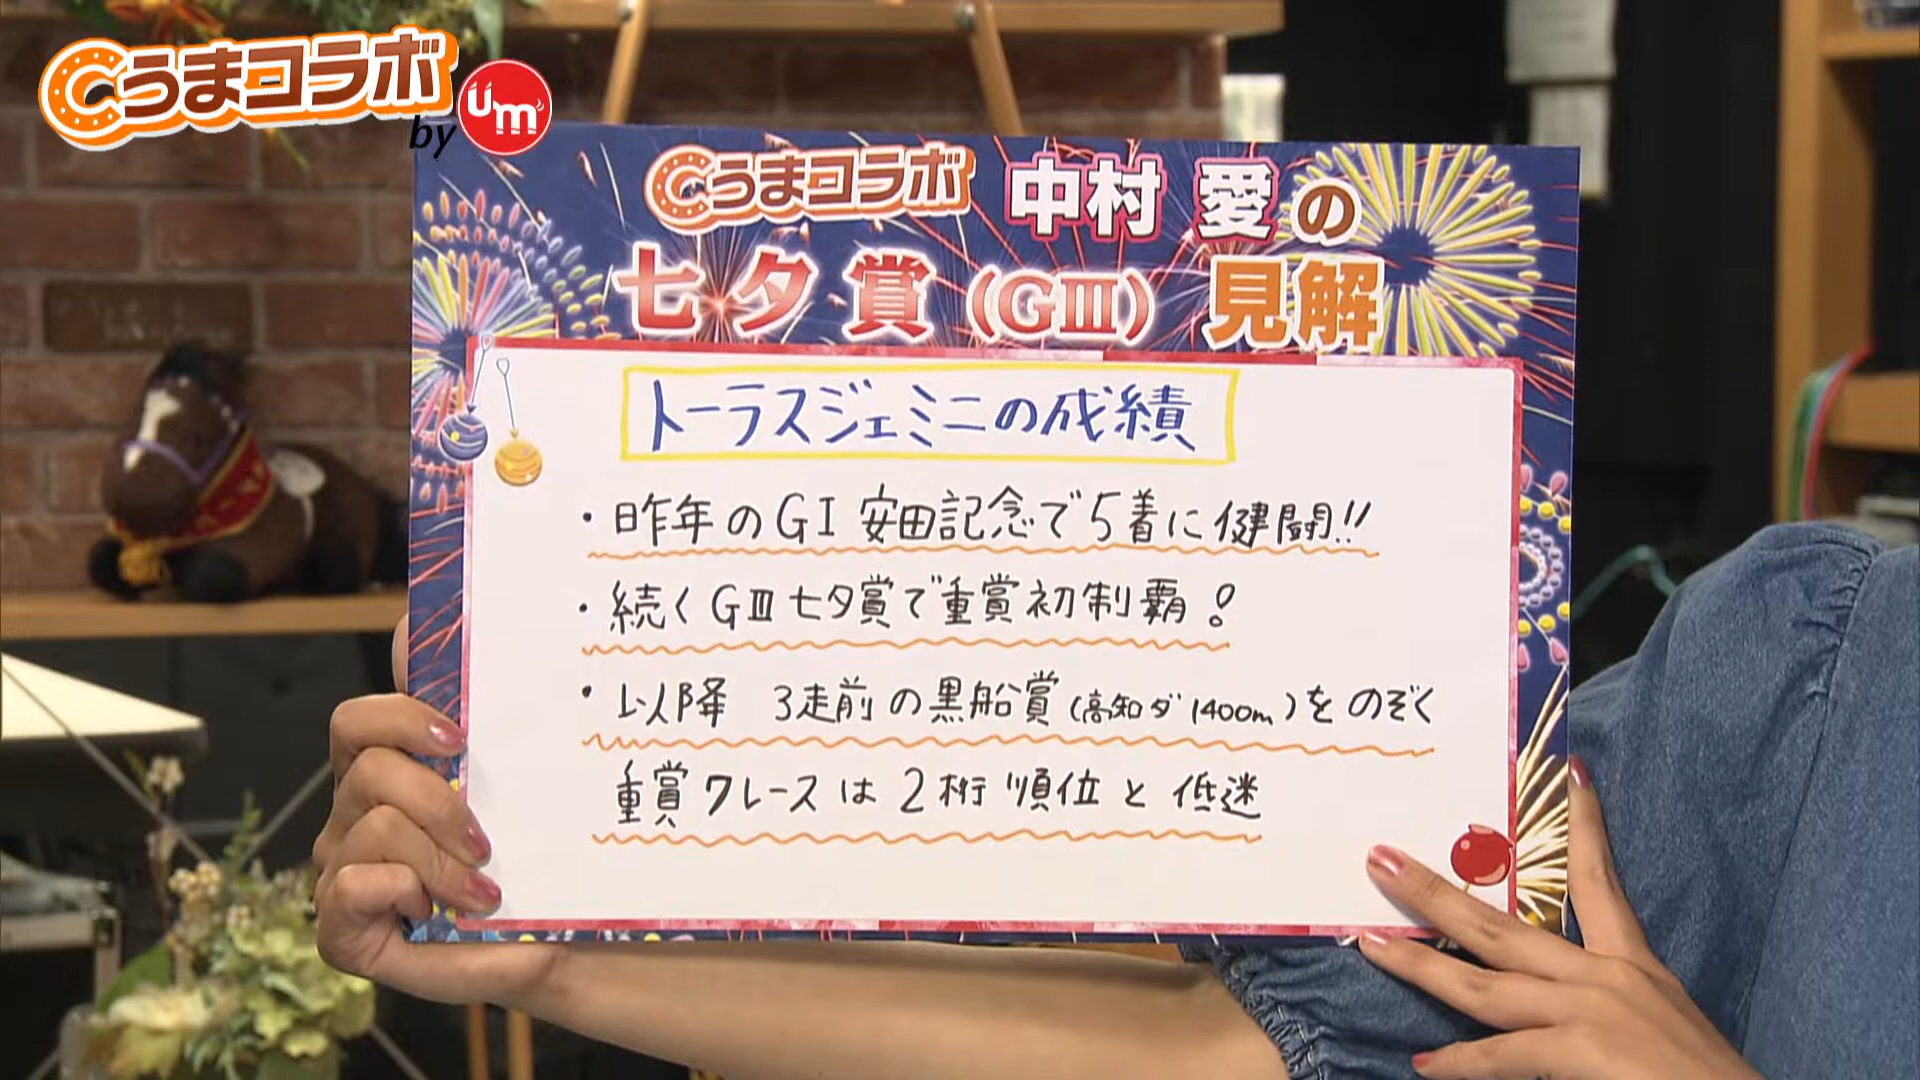 うまコラボ
by um
うまコラボ 中村 愛の
七夕賞(GⅢ)見解
トーラスジェミニの成績
・昨年のGⅠ安田記念で5着に健闘!!
・続くGⅢ七夕賞で重賞初制覇!
・以降 3走前の黒船賞(高知ダ1400m)をのぞく
重賞7レースは2桁順位と低迷